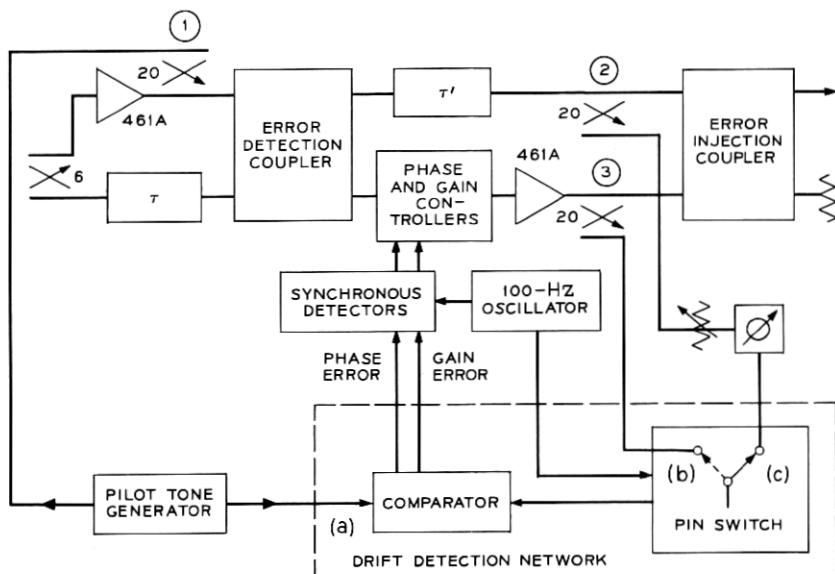 1
20
2
461A
τ'
20
ERROR
DETECTION
COUPLER
ERROR
INJECTION
COUPLER
6
τ
PHASE
AND GAIN
CON-
TROLLERS
461A
3
20
SYNCHRONOUS
DETECTORS
100-HZ
OSCILLATOR
PHASE
ERROR
GAIN
ERROR
PILOT TONE
GENERATOR
(a)
COMPARATOR
(b)
(c)
PIN SWITCH
DRIFT DETECTION NETWORK